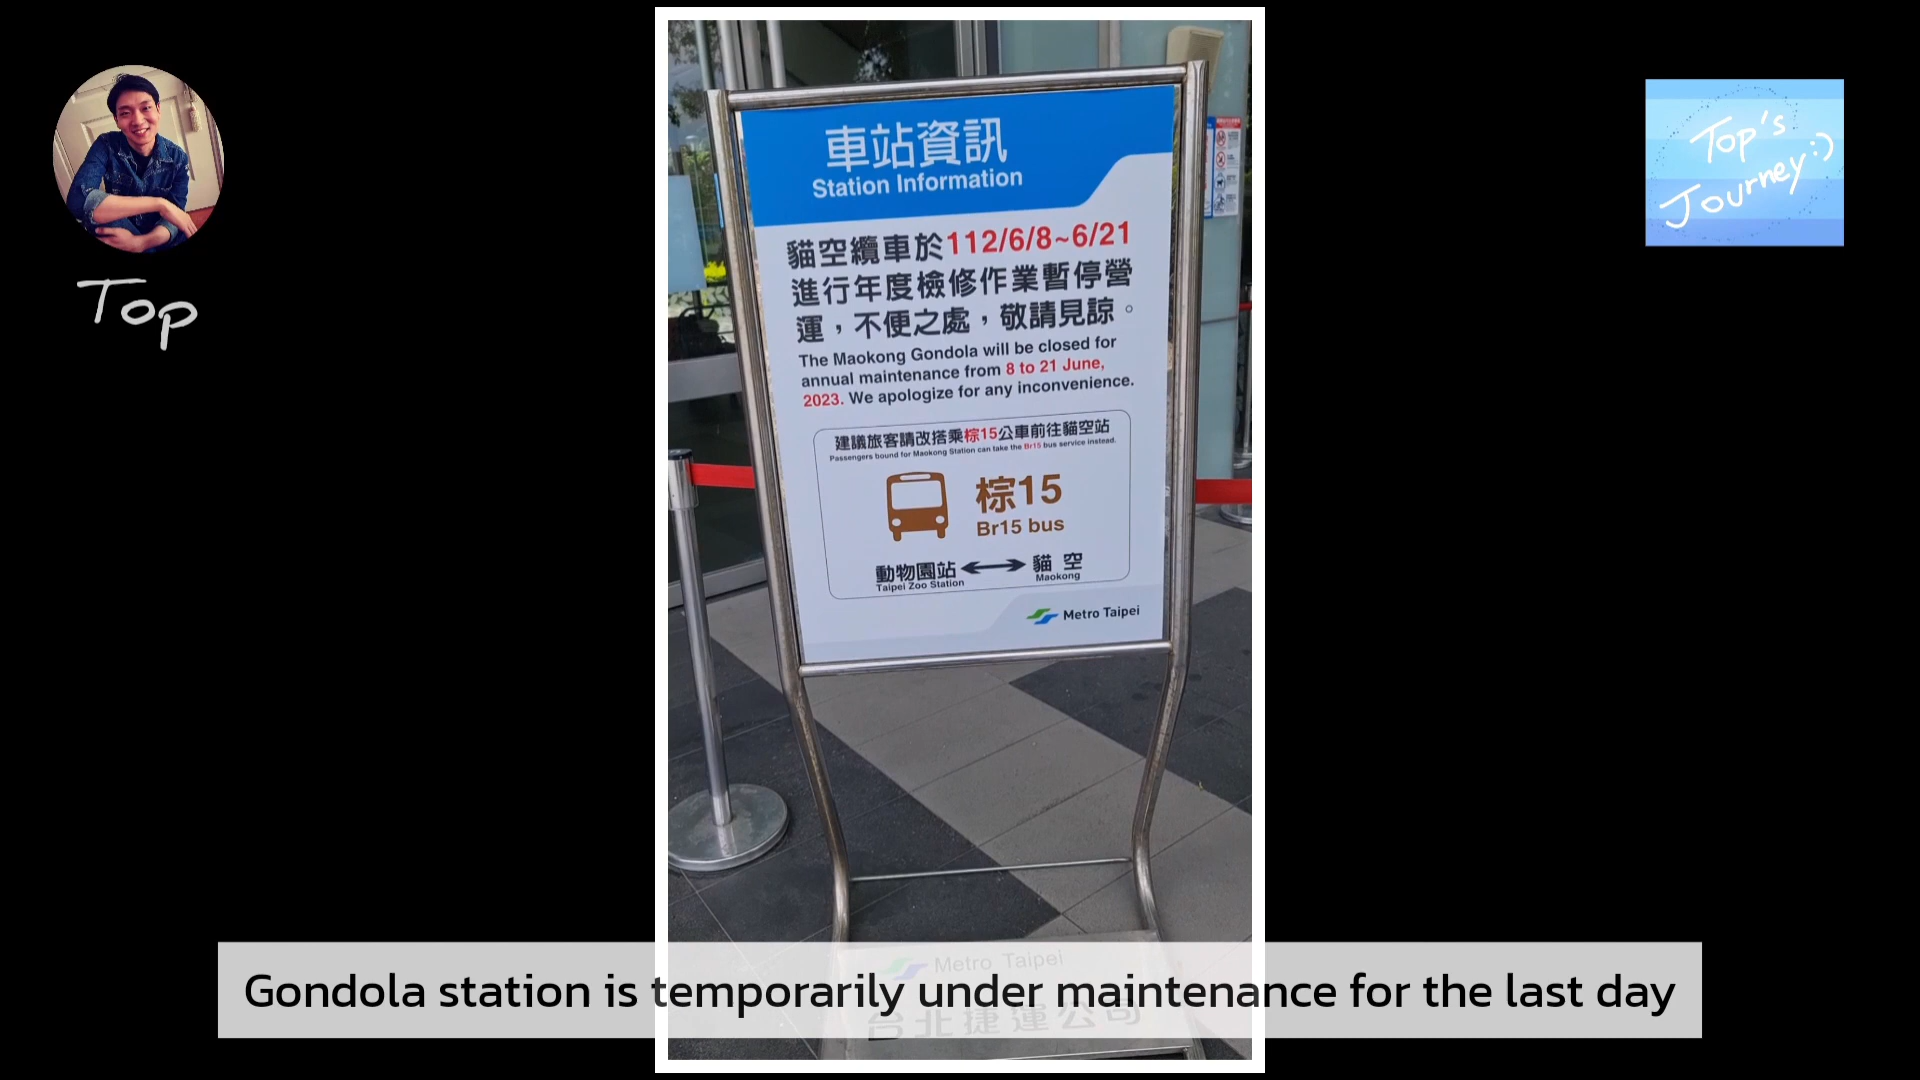 Top
Top's
Journey:)
車站資訊
Station Information
貓空纜車於112/6/8~6/21
進行年度檢修作業暫停營
運，不便之處，敬請見諒。
The Maokong Gondola will be closed for
annual maintenance from 8 to 21 June,
2023. We apologize for any inconvenience.
建議旅客請改搭乘棕15公車前往貓空站
Passengers bound for Maokong Station can take the Br15 bus service instead.
棕15
Br15 bus
動物園站 ↔ 貓空
Taipei Zoo Station Maokong
Metro Taipei
Metro Taipei
台北捷運公司
Gondola station is temporarily under maintenance for the last day